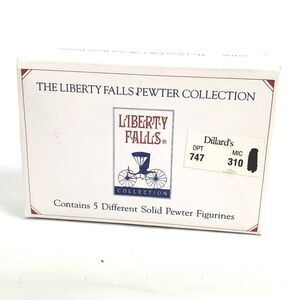 THE LIBERTY FALLS PEWTER COLLECTION
LIBERTY
FALLS®
COLLECTION
Dillard's
DPT MIC
747 310
Contains 5 Different Solid Pewter Figurines